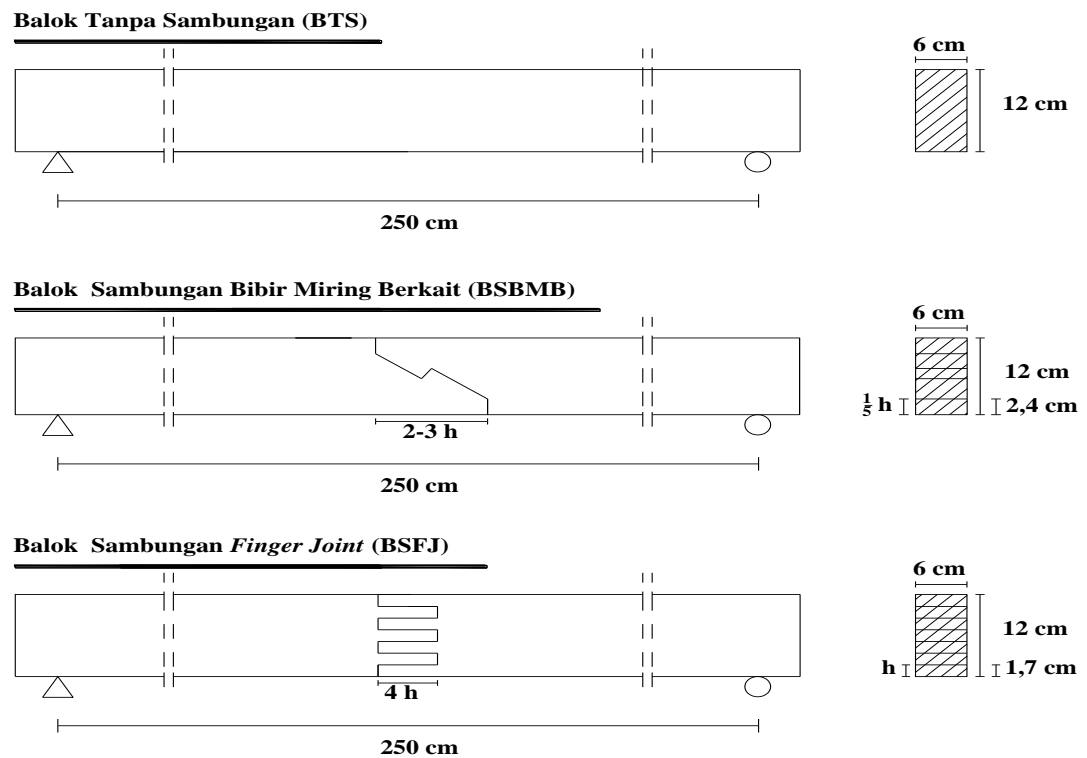 Balok Tanpa Sambungan (BTS)
6 cm
12 cm
250 cm
Balok Sambungan Bibir Miring Berkait (BSBMB)
6 cm
12 cm
1/5 h
2,4 cm
2-3 h
250 cm
Balok Sambungan Finger Joint (BSFJ)
6 cm
12 cm
h
1,7 cm
4 h
250 cm